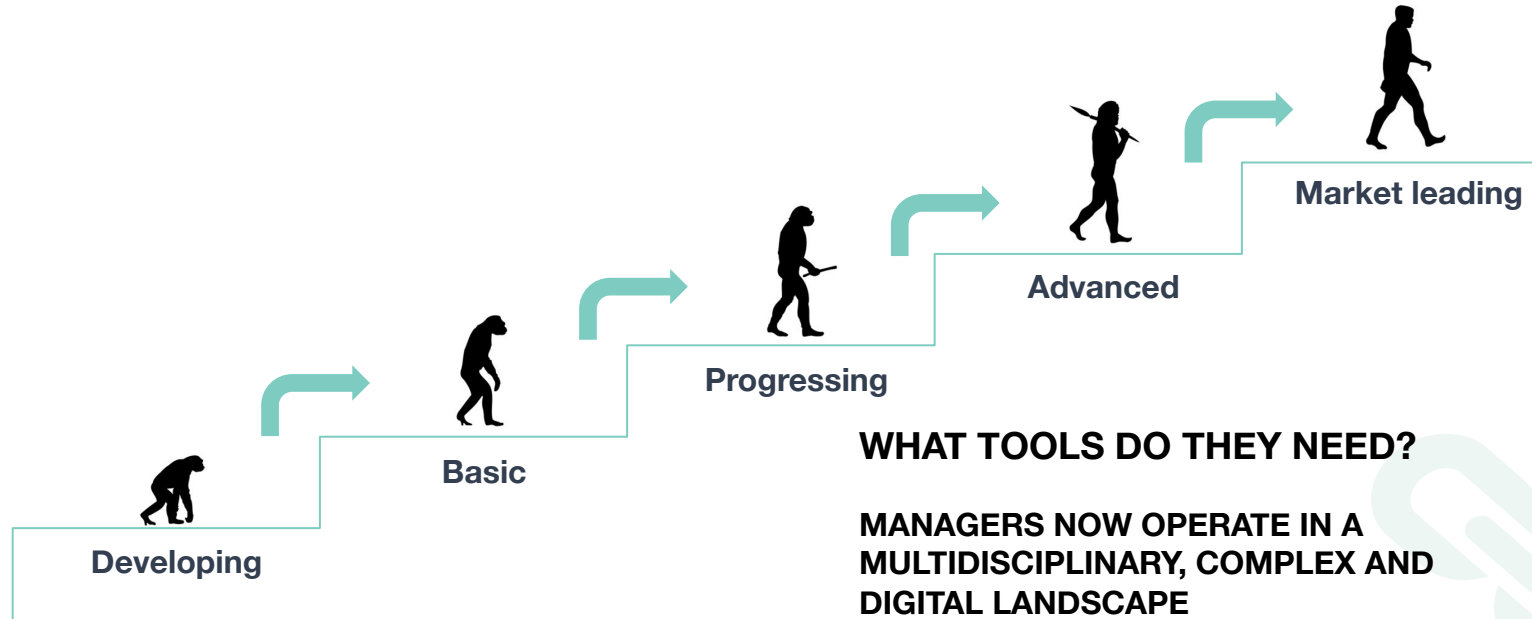 Market leading
Advanced
Progressing
Basic
Developing
WHAT TOOLS DO THEY NEED?
MANAGERS NOW OPERATE IN A
MULTIDISCIPLINARY, COMPLEX AND
DIGITAL LANDSCAPE